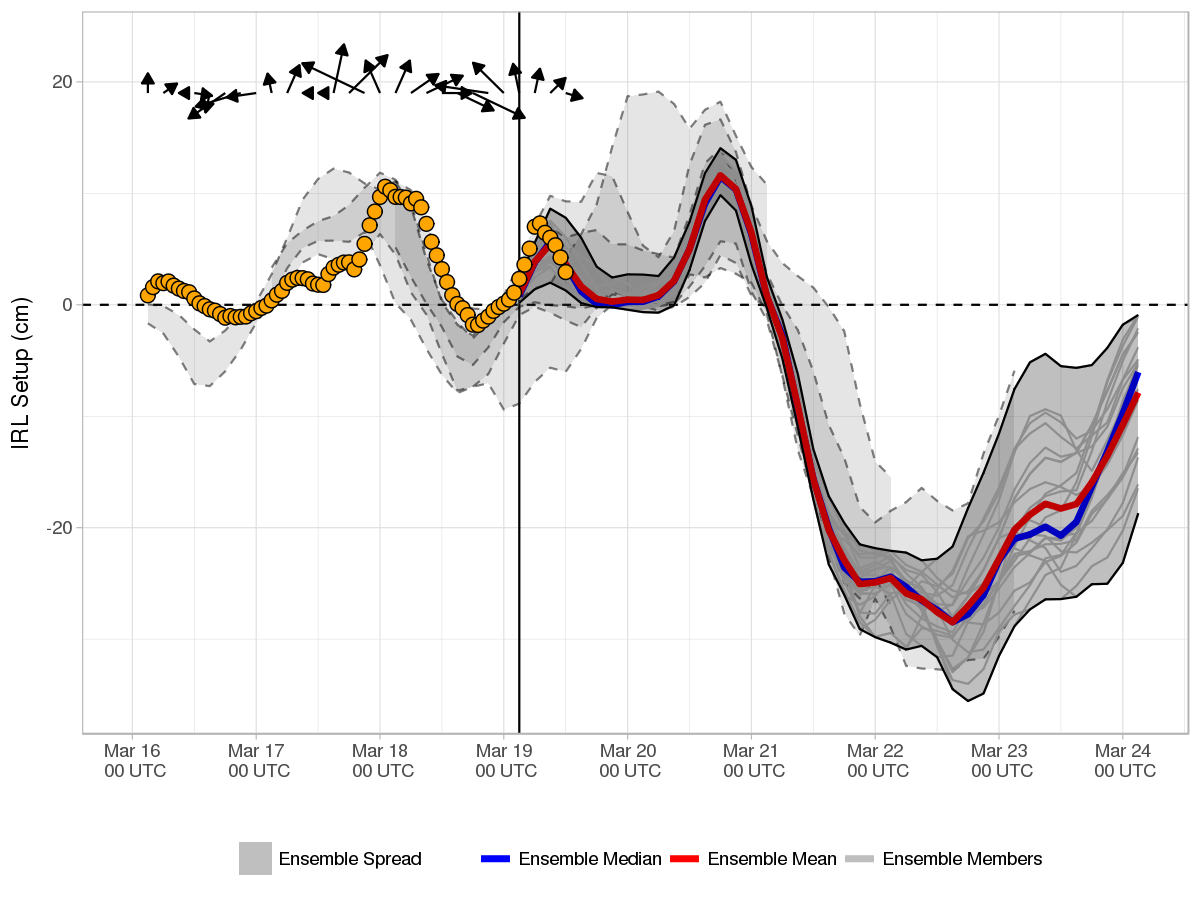 20
0
-20
IRL Setup (cm)
Mar 16 Mar 17 Mar 18 Mar 19 Mar 20 Mar 21 Mar 22 Mar 23 Mar 24
00 UTC 00 UTC 00 UTC 00 UTC 00 UTC 00 UTC 00 UTC 00 UTC 00 UTC
Ensemble Spread Ensemble Median Ensemble Mean Ensemble Members